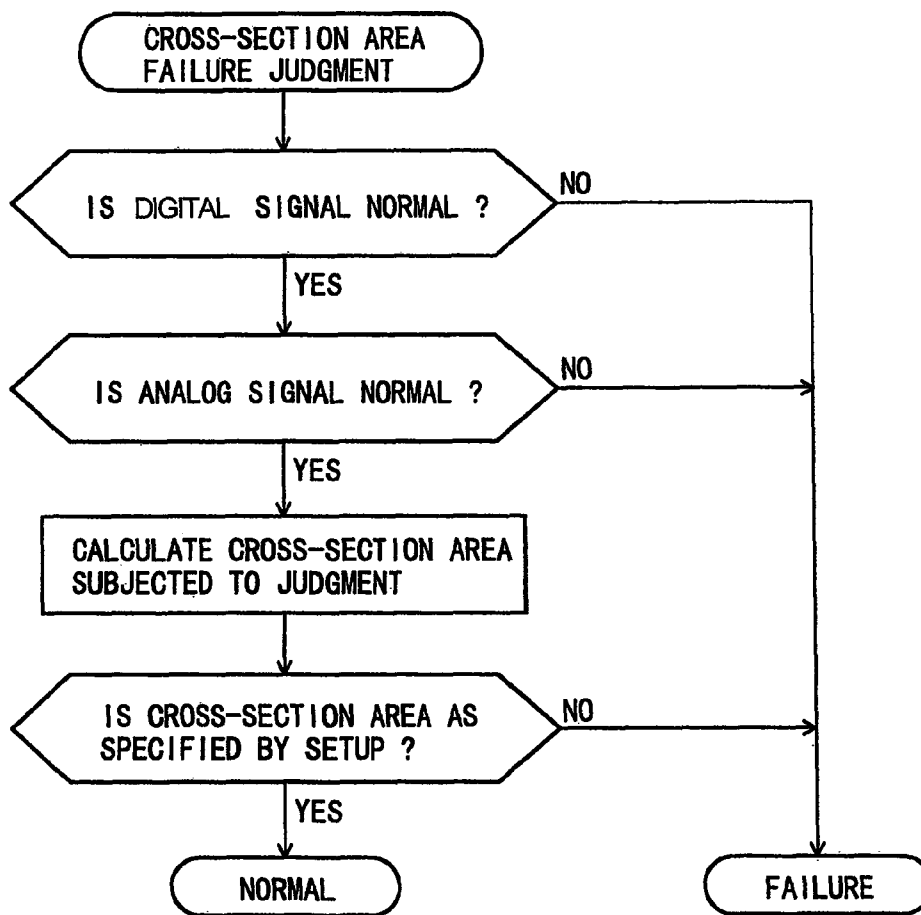 CROSS-SECTION AREA
FAILURE JUDGMENT
IS DIGITAL SIGNAL NORMAL ?
NO
YES
IS ANALOG SIGNAL NORMAL ?
NO
YES
CALCULATE CROSS-SECTION AREA
SUBJECTED TO JUDGMENT
IS CROSS-SECTION AREA AS
SPECIFIED BY SETUP ?
NO
YES
NORMAL
FAILURE